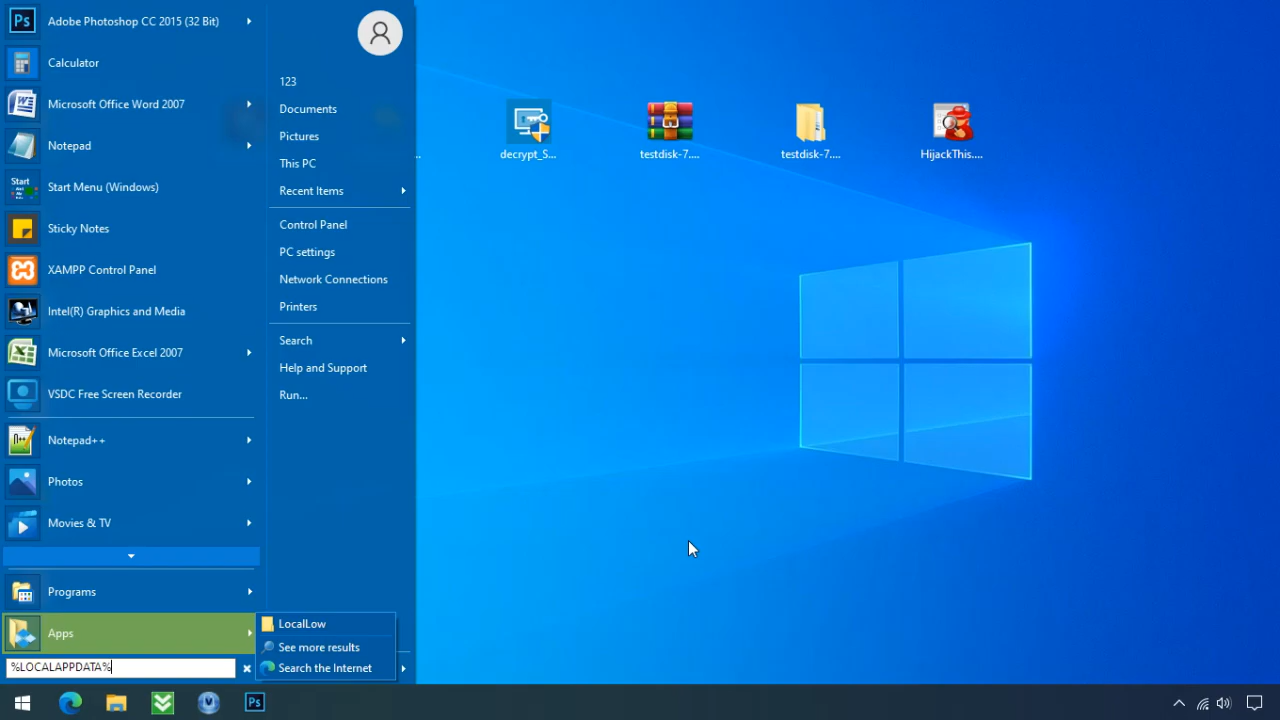 Adobe Photoshop CC 2015 (32 Bit)
Calculator
Microsoft Office Word 2007
Notepad
Start Menu (Windows)
Sticky Notes
XAMPP Control Panel
Intel(R) Graphics and Media
Microsoft Office Excel 2007
VSDC Free Screen Recorder
Notepad++
Photos
Movies & TV
Programs
Apps
%LOCALAPPDATA%
123
Documents
Pictures
This PC
Recent Items
Control Panel
PC settings
Network Connections
Printers
Search
Help and Support
Run...
LocalLow
See more results
Search the Internet
decrypt_S...
testdisk-7....
testdisk-7....
HijackThis....
Ps
Start
Ps